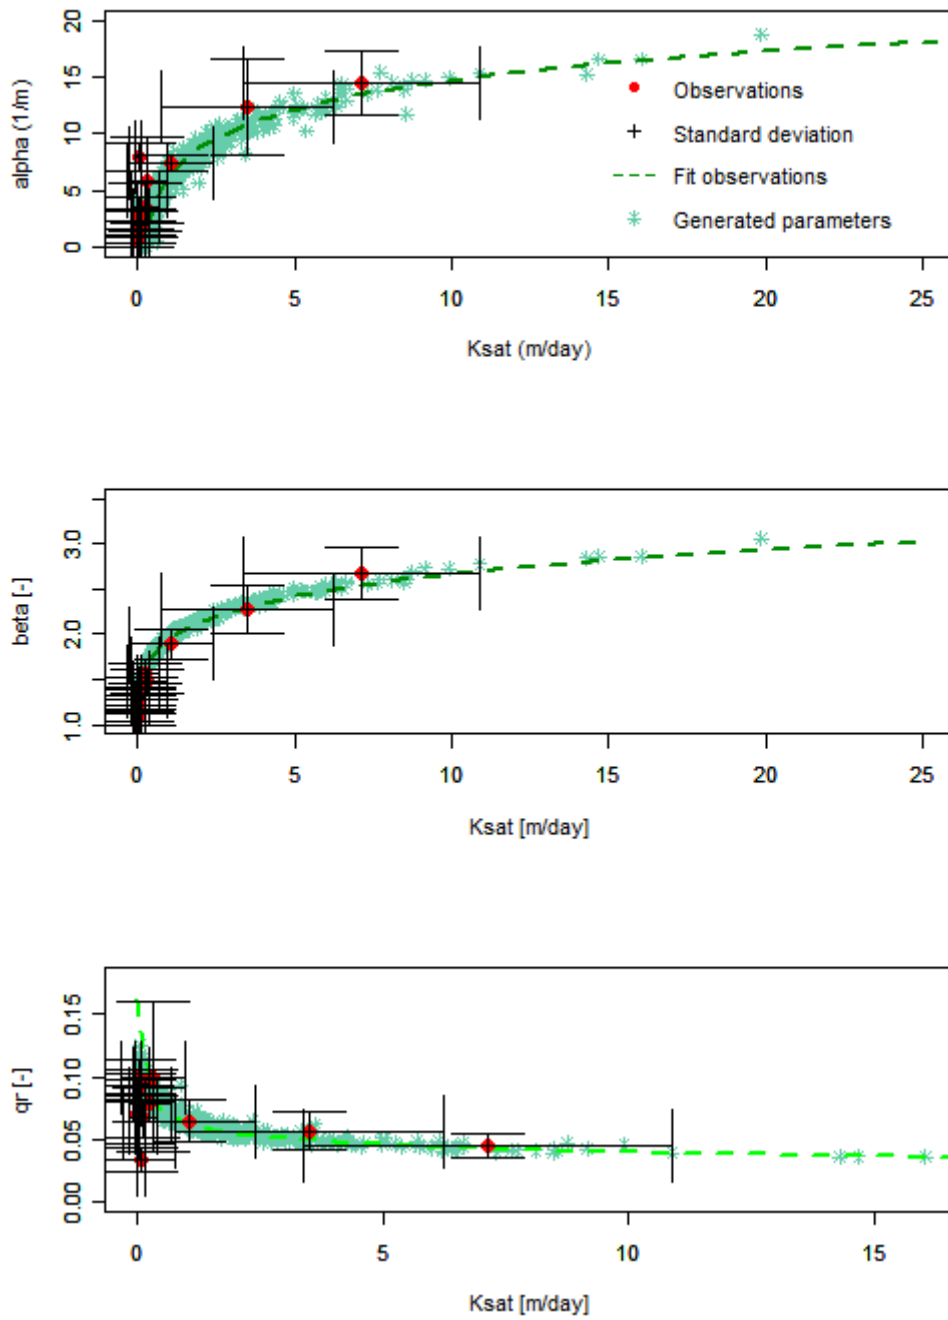 20
15
10
5
0
alpha (1/m)
Observations
Standard deviation
Fit observations
Generated parameters
0 5 10 15 20 25
Ksat (m/day)
3.0
2.0
1.0
beta [-]
0 5 10 15 20 25
Ksat [m/day]
0.15
0.10
0.05
0.00
qr [-]
0 5 10 15
Ksat [m/day]